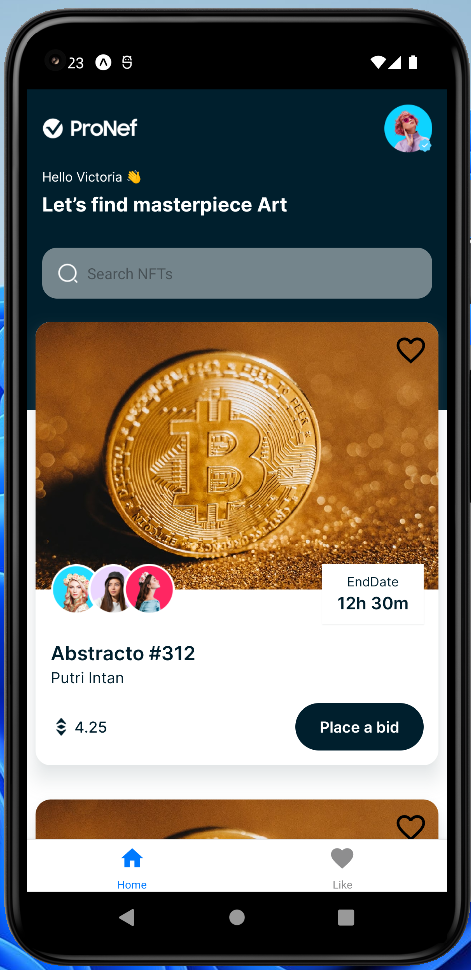 23
ProNef
Hello Victoria 👋
Let's find masterpiece Art
Search NFTs
B
EndDate
12h 30m
Abstracto #312
Putri Intan
4.25
Place a bid
Home
Like